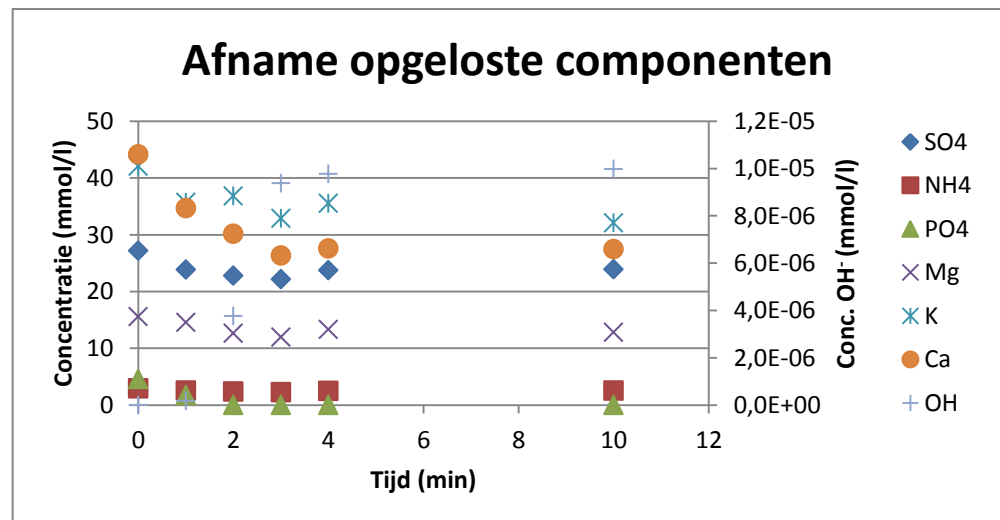 Afname opgeloste componenten
Concentratie (mmol/l)
50
40
30
20
10
0
1,2E-05
1,0E-05
8,0E-06
6,0E-06
4,0E-06
2,0E-06
0,0E+00
Conc. OH⁻ (mmol/l)
0 2 4 6 8 10 12
Tijd (min)
SO4
NH4
PO4
Mg
K
Ca
OH